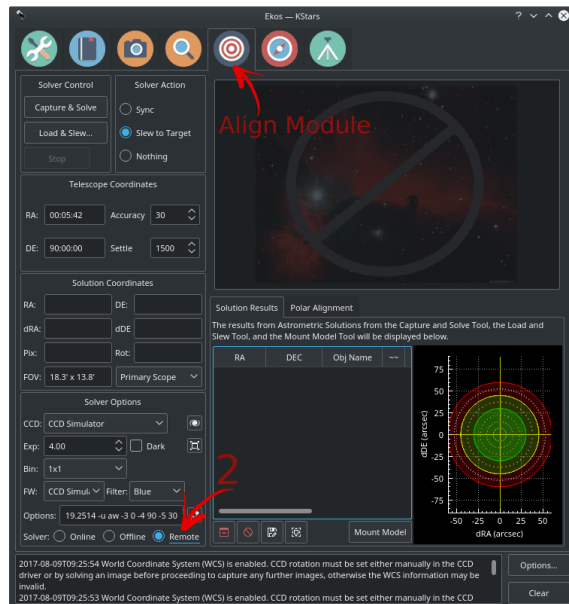 Ekos — KStars
Align Module
Solver Control
Capture & Solve
Load & Slew...
Stop
Solver Action
Sync
Slew to Target
Nothing
Telescope Coordinates
RA: 00:05:42 Accuracy 30
DE: 90:00:00 Settle 1500
Solution Coordinates
RA: DE:
dRA: dDE
Pix: Rot:
FOV: 18.3' x 13.8' Primary Scope
Solver Options
CCD: CCD Simulator
Exp: 4.00 Dark
Bin: 1x1
FW: CCD Simul Filter: Blue
Options: 19.2514 -u aw -3 0 -4 90 -5 30
2
Solver: Online Offline Remote
Solution Results Polar Alignment
The results from Astrometric Solutions from the Capture and Solve Tool, the Load and
Slew Tool, and the Mount Model Tool will be displayed below.
RA DEC Obj Name ~~
Mount Model
dDE (arcsec)
75
50
25
0
-25
-50
-75
-50 -25 0 25 50
dRA (arcsec)
2017-08-09T09:25:54 World Coordinate System (WCS) is enabled. CCD rotation must be set either manually in the CCD
driver or by solving an image before proceeding to capture any further images, otherwise the WCS information may be
invalid.
2017-08-09T09:25:53 World Coordinate System (WCS) is enabled. CCD rotation must be set either manually in the CCD
Options...
Clear